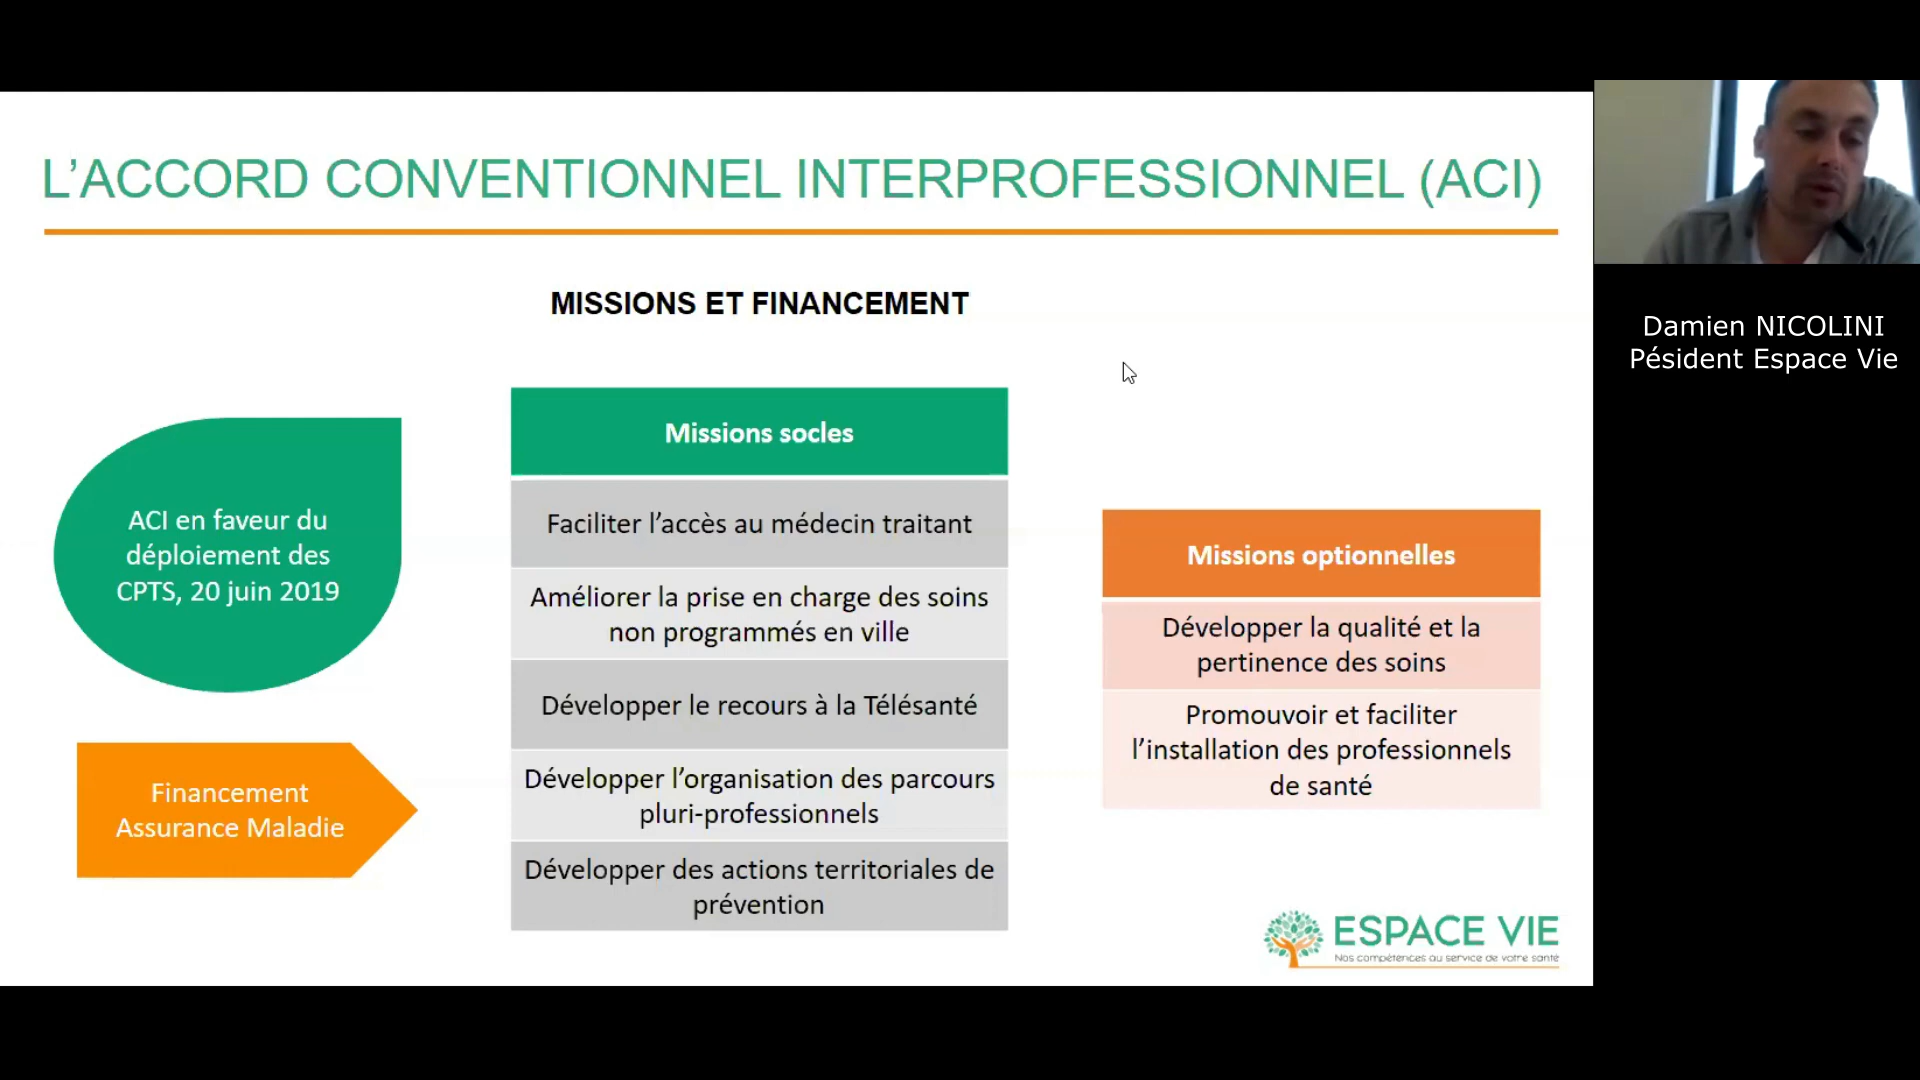 L’ACCORD CONVENTIONNEL INTERPROFESSIONNEL (ACI)
MISSIONS ET FINANCEMENT
ACI en faveur du
déploiement des
CPTS, 20 juin 2019
Financement
Assurance Maladie
Missions socles
Faciliter l’accès au médecin traitant
Améliorer la prise en charge des soins
non programmés en ville
Développer le recours à la Télésanté
Développer l’organisation des parcours
pluri-professionnels
Développer des actions territoriales de
prévention
Missions optionnelles
Développer la qualité et la
pertinence des soins
Promouvoir et faciliter
l’installation des professionnels
de santé
ESPACE VIE
Nos compétences au service de votre santé
Damien NICOLINI
Pésident Espace Vie